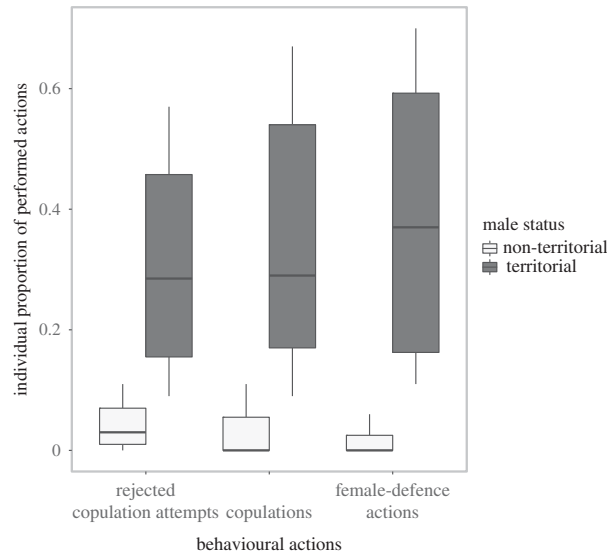 individual proportion of performed actions
0.6
0.4
0.2
0
rejected
copulation attempts
copulations
female-defence
actions
behavioural actions
male status
non-territorial
territorial